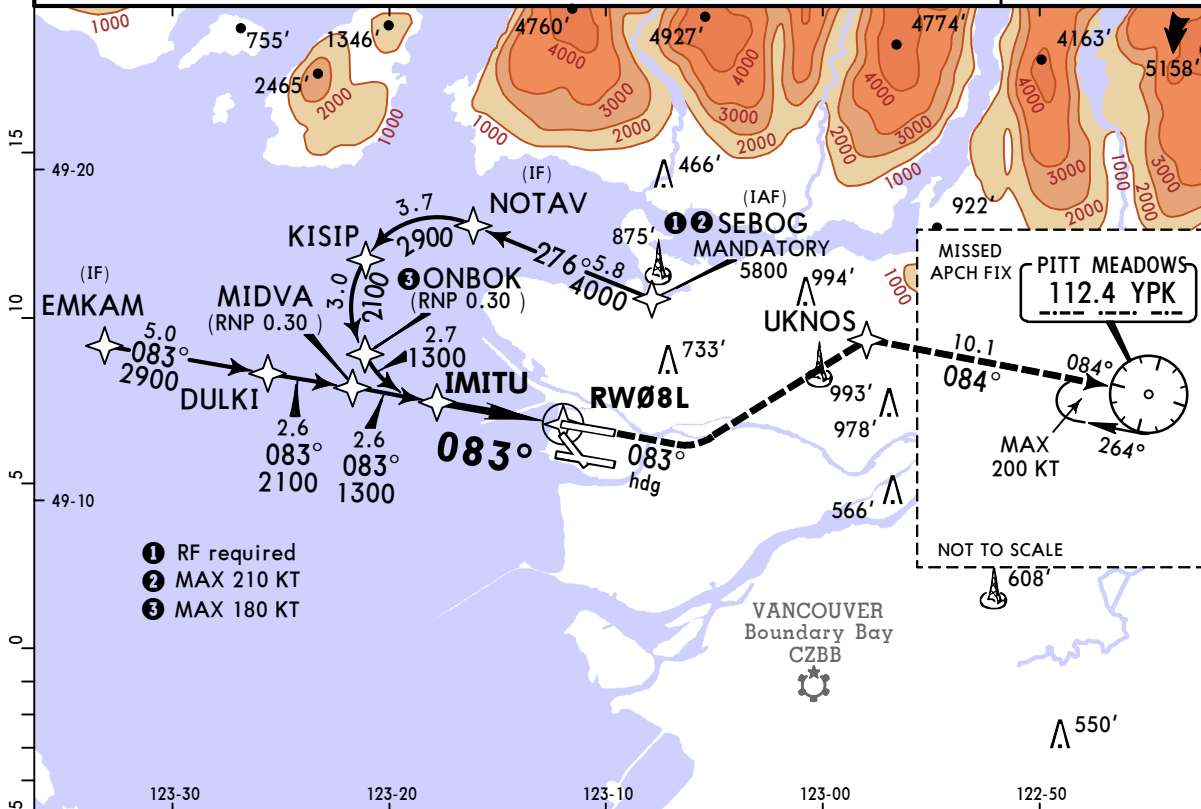 1000
755′
1346′
2465′
2000
1000
4760′
4000
3000
2000
1000
4927′
4000
3000
2000
4774′
4000
3000
2000
1000
4163′
4000
3000
2000
1000
5158′
3000
2000
15
49-20
466′
(IF)
NOTAV
3.7
2900
KISIP
276°
5.8
4000
(IAF)
1 2 SEBOG
MANDATORY
5800
875′
922′
MISSED
APCH FIX
PITT MEADOWS
112.4 YPK
1000
994′
(IF)
EMKAM
3.0
2100
3 ONBOK
(RNP 0.30 )
MIDVA
(RNP 0.30 )
10
5.0
083°
2900
DULKI
2.7
1300
733′
UKNOS
10.1
084°
084°
264°
MAX
200 KT
IMITU
RWØ8L
993′
978′
2.6
083°
2100
2.6
083°
1300
083°
083°
hdg
5
49-10
566′
NOT TO SCALE
608′
1 RF required
2 MAX 210 KT
3 MAX 180 KT
VANCOUVER
Boundary Bay
CZBB
0
550′
5
123-30
123-20
123-10
123-00
122-50